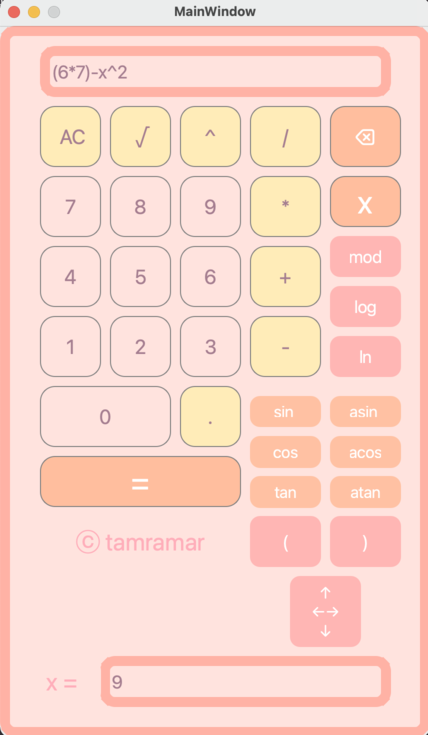 MainWindow
(6*7)-x^2
AC √ ^ /
7 8 9 * X
mod
4 5 6 +
log
1 2 3 -
ln
0 .
sin asin
cos acos
=
tan atan
ⓒ tamramar
( )
↑
←→
↓
x =
9